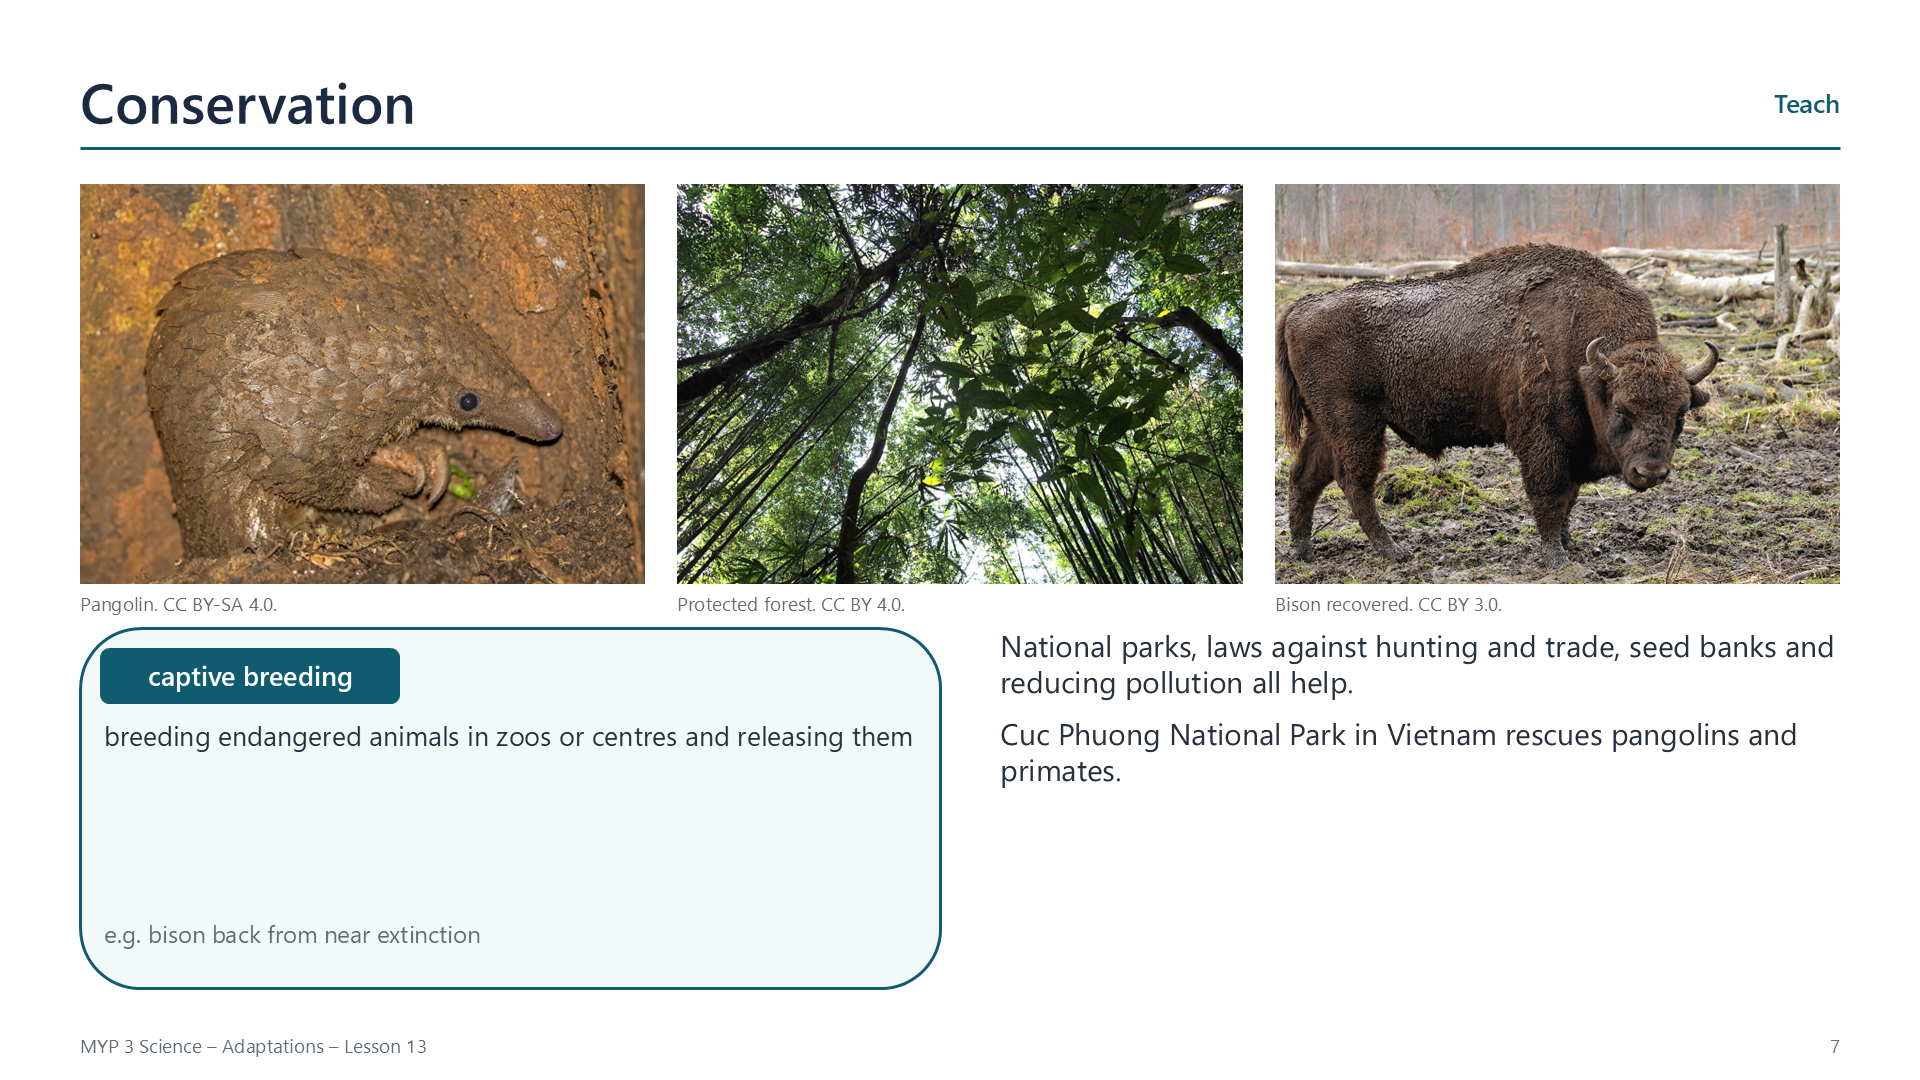 Conservation
Teach
Pangolin. CC BY-SA 4.0.
Protected forest. CC BY 4.0.
Bison recovered. CC BY 3.0.
captive breeding
breeding endangered animals in zoos or centres and releasing them
e.g. bison back from near extinction
National parks, laws against hunting and trade, seed banks and
reducing pollution all help.
Cuc Phuong National Park in Vietnam rescues pangolins and
primates.
MYP 3 Science – Adaptations – Lesson 13
7